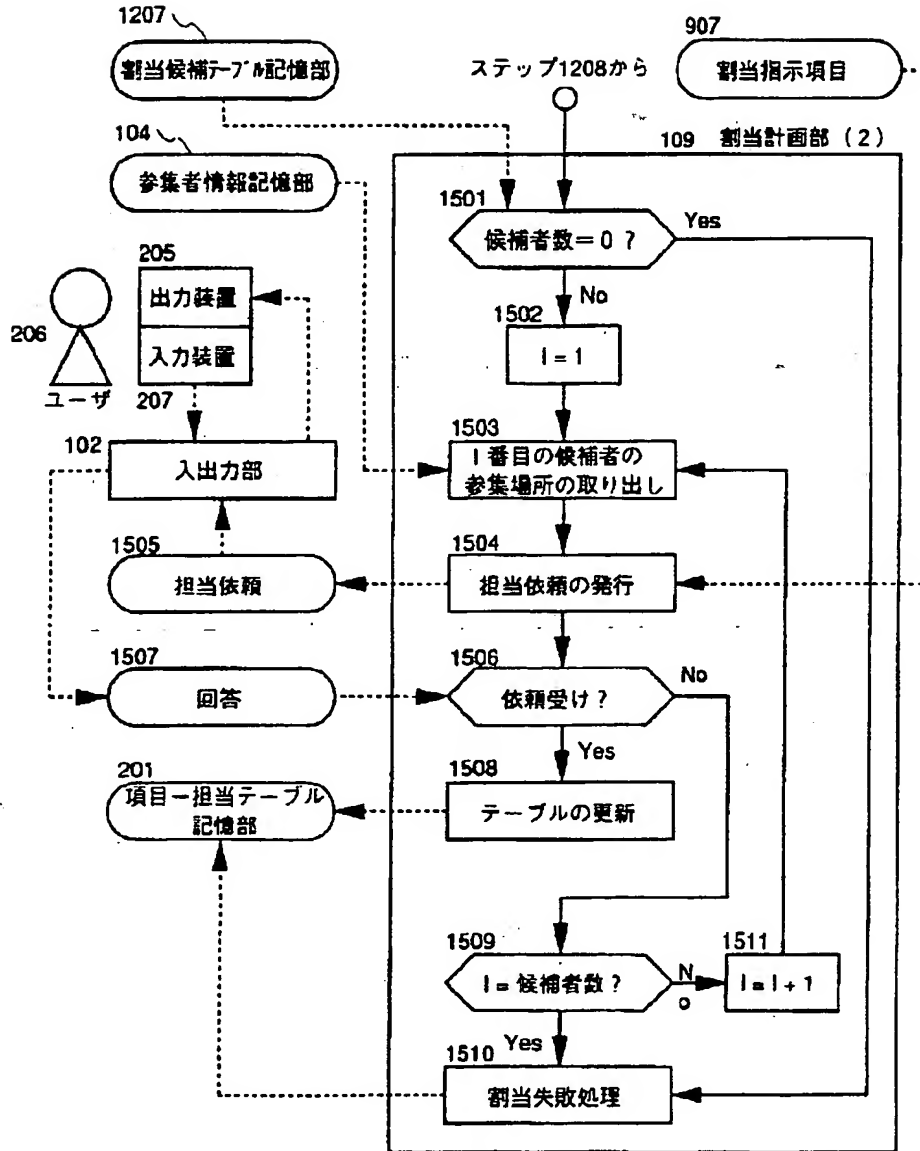 1207
割当候補テーブル記憶部
ステップ1208から
907
割当指示項目
104
参集者情報記憶部
109 割当計画部（2）
1501
候補者数＝0？
Yes
No
1502
I＝1
205
出力装置
入力装置
207
206
ユーザ
102
入出力部
1503
I番目の候補者の
参集場所の取り出し
1504
担当依頼の発行
1505
担当依頼
1506
依頼受け？
No
Yes
1507
回答
1508
テーブルの更新
201
項目－担当テーブル
記憶部
1509
I＝候補者数？
No
Yes
1511
I＝I＋1
1510
割当失敗処理